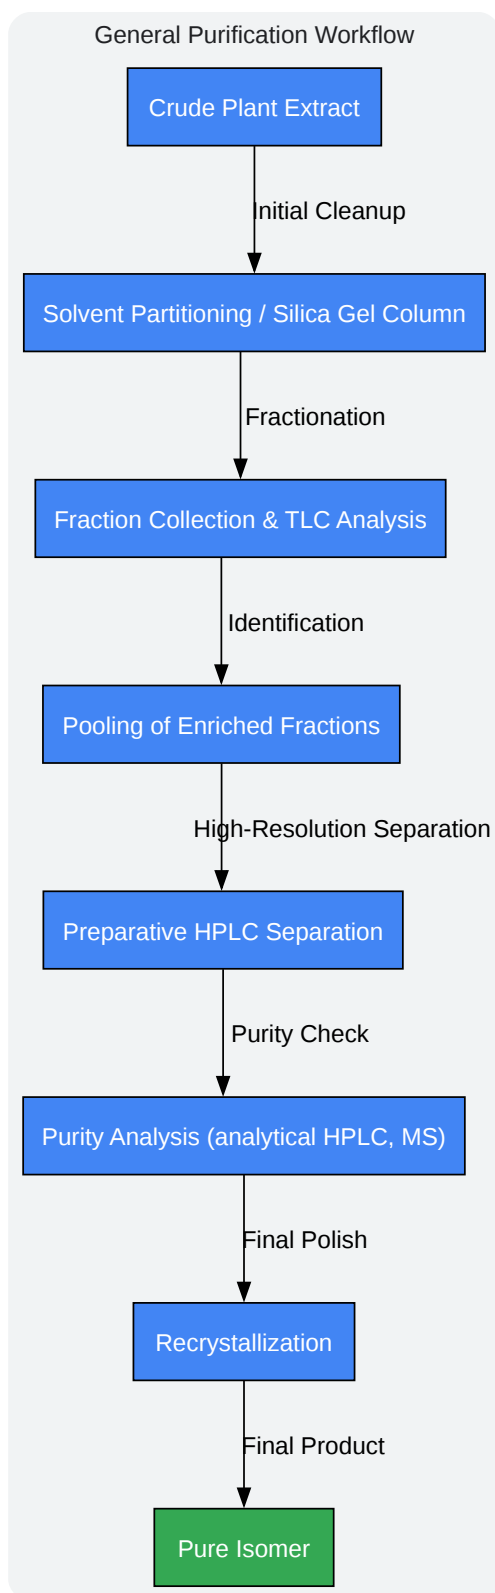 General Purification Workflow
Crude Plant Extract
Initial Cleanup
Solvent Partitioning / Silica Gel Column
Fractionation
Fraction Collection & TLC Analysis
Identification
Pooling of Enriched Fractions
High-Resolution Separation
Preparative HPLC Separation
Purity Check
Purity Analysis (analytical HPLC, MS)
Final Polish
Recrystallization
Final Product
Pure Isomer